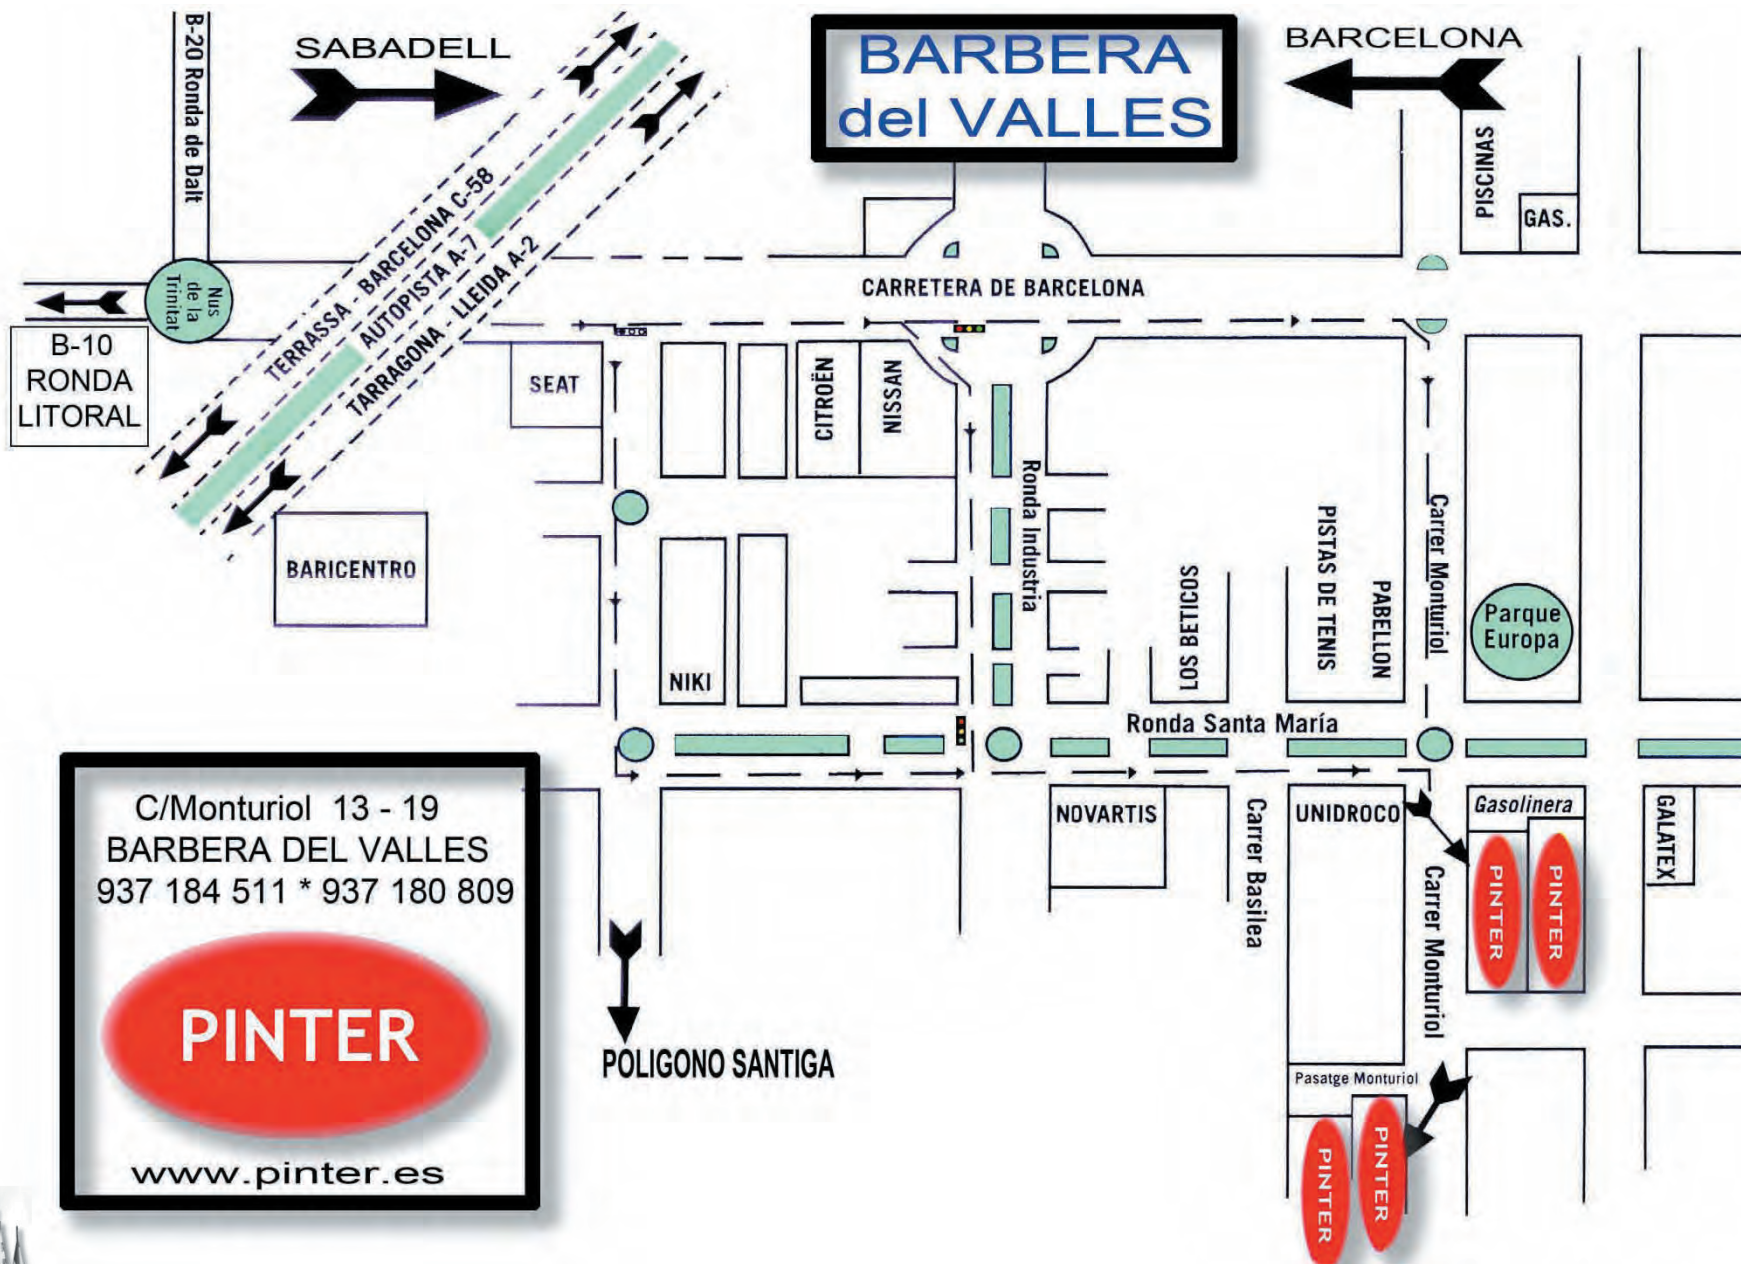 B-20 Ronda de Dalt
SABADELL
BARBERA
del VALLES
BARCELONA
PISCINAS
GAS.
Nus
de la
Trinitat
TERRASSA - BARCELONA C-58
AUTOPISTA A-7
TARRAGONA - LLEIDA A-2
CARRETERA DE BARCELONA
B-10
RONDA
LITORAL
SEAT
CITROËN
NISSAN
BARICENTRO
Ronda Industria
LOS BETICOS
PISTAS DE TENIS
PABELLON
Carrer Monturiol
Parque
Europa
NIKI
Ronda Santa María
NOVARTIS
Carrer Basilea
UNIDROCO
Gasolinera
GALATEX
PINTER
PINTER
Carrer Monturiol
C/Monturiol 13 - 19
BARBERA DEL VALLES
937 184 511 * 937 180 809
PINTER
www.pinter.es
POLIGONO SANTIGA
Pasatge Monturiol
PINTER
PINTER